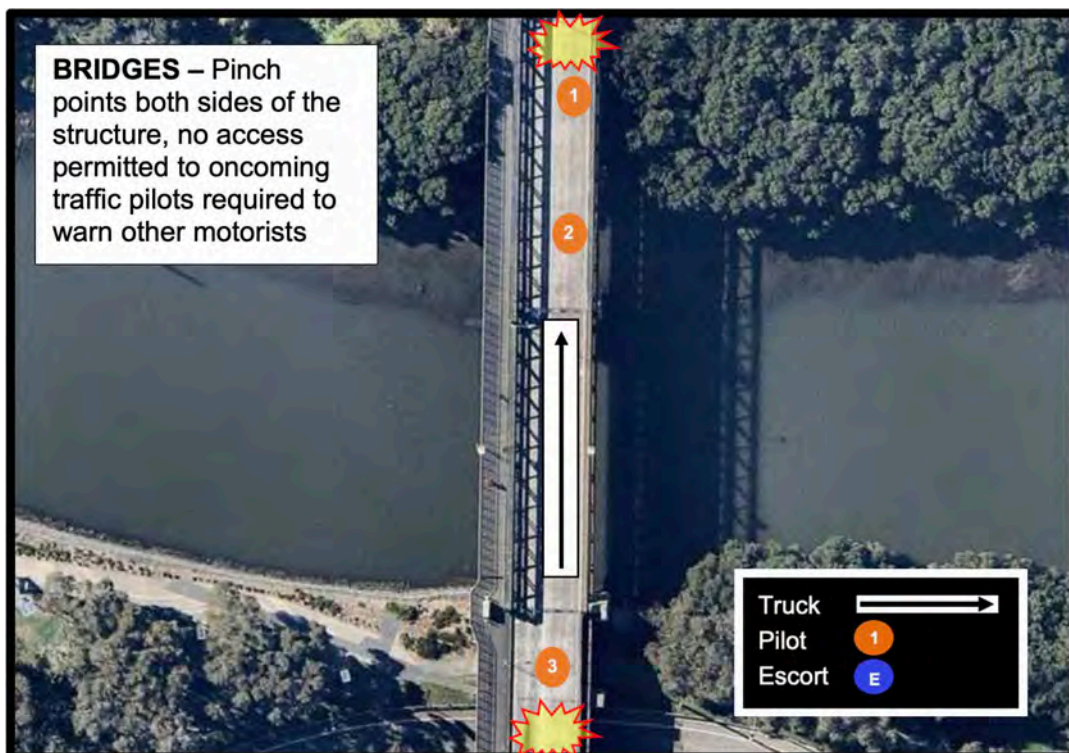 BRIDGES – Pinch
points both sides of the
structure, no access
permitted to oncoming
traffic pilots required to
warn other motorists
1
2
3
Truck
Pilot 1
Escort E